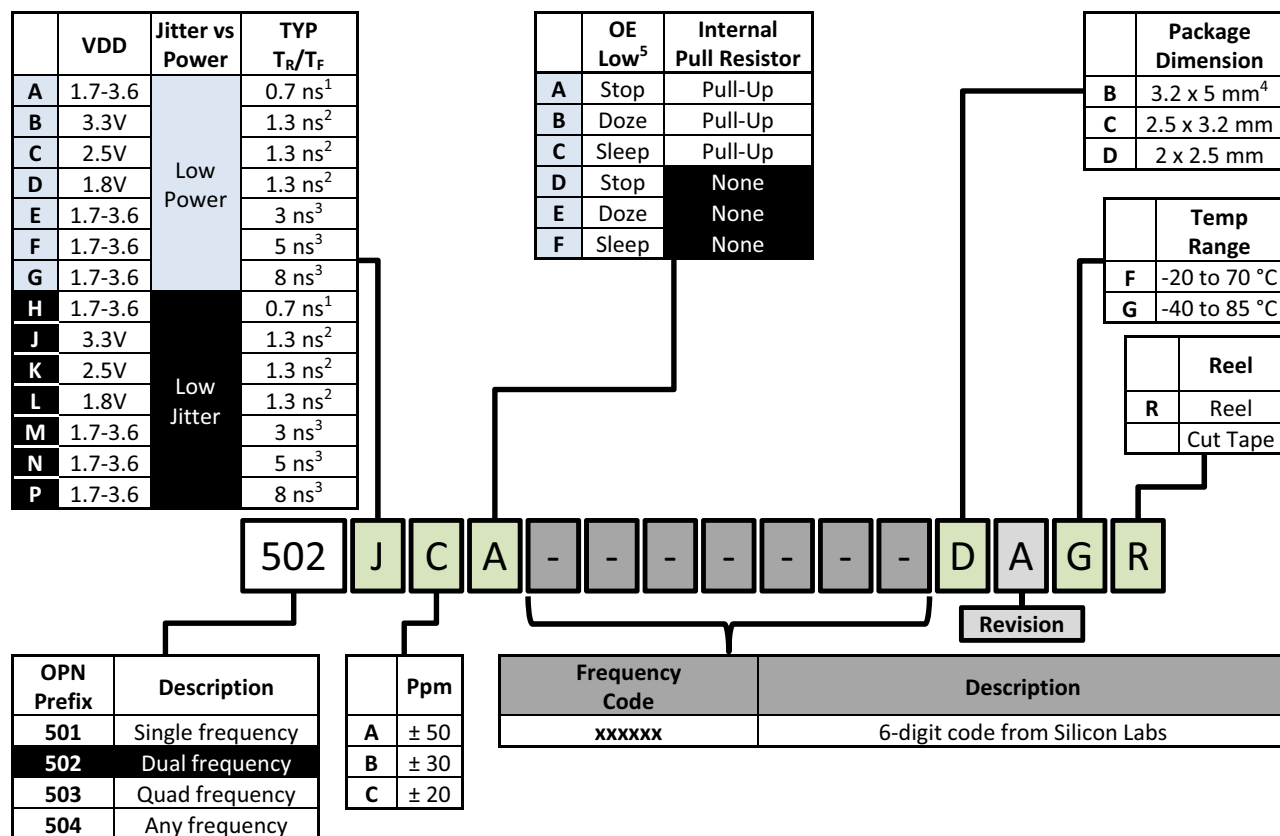 VDD Jitter vs Power TYP T_R/T_F
A 1.7-3.6 0.7 ns¹
B 3.3V 1.3 ns²
C 2.5V 1.3 ns²
D 1.8V 1.3 ns²
E 1.7-3.6 3 ns³
F 1.7-3.6 5 ns³
G 1.7-3.6 8 ns³
Low Power
H 1.7-3.6 0.7 ns¹
J 3.3V 1.3 ns²
K 2.5V 1.3 ns²
L 1.8V 1.3 ns²
M 1.7-3.6 3 ns³
N 1.7-3.6 5 ns³
P 1.7-3.6 8 ns³
Low Jitter
OE Low⁵ Internal Pull Resistor
A Stop Pull-Up
B Doze Pull-Up
C Sleep Pull-Up
D Stop None
E Doze None
F Sleep None
Package Dimension
B 3.2 x 5 mm⁴
C 2.5 x 3.2 mm
D 2 x 2.5 mm
Temp Range
F -20 to 70 °C
G -40 to 85 °C
Reel
R Reel
Cut Tape
502 J C A - - - - - - - D A G R
Revision
OPN Prefix Description
501 Single frequency
502 Dual frequency
503 Quad frequency
504 Any frequency
Ppm
A ± 50
B ± 30
C ± 20
Frequency Code Description
xxxxxx 6-digit code from Silicon Labs